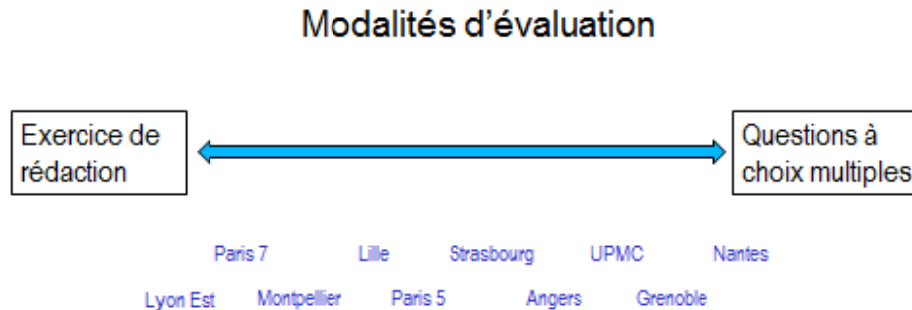 Modalités d'évaluation
Exercice de
rédaction
Questions à
choix multiples
Paris 7 Lille Strasbourg UPMC Nantes
Lyon Est Montpellier Paris 5 Angers Grenoble